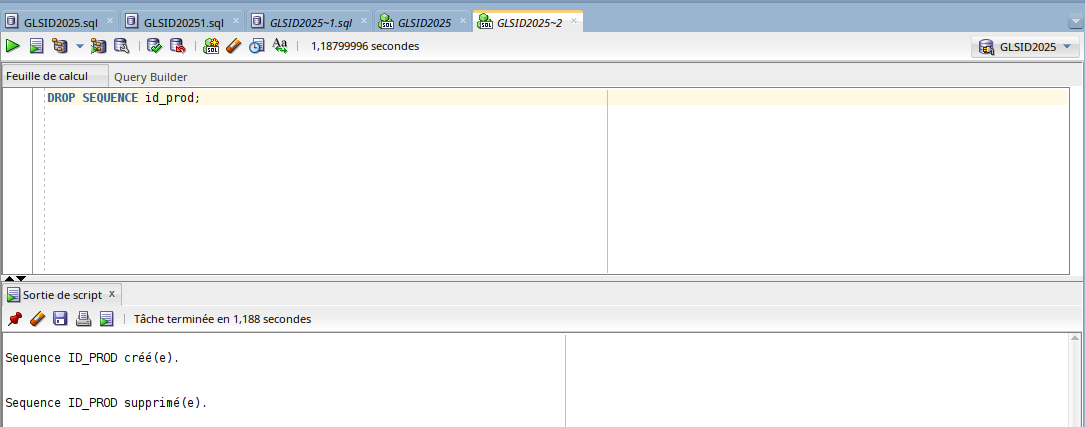 GLSID2025.sql GLSID20251.sql GLSID2025~1.sql GLSID2025 GLSID2025~2
1,18799996 secondes GLSID2025
Feuille de calcul Query Builder
DROP SEQUENCE id_prod;
Sortie de script x
Tâche terminée en 1,188 secondes
Sequence ID_PROD créé(e).
Sequence ID_PROD supprimé(e).